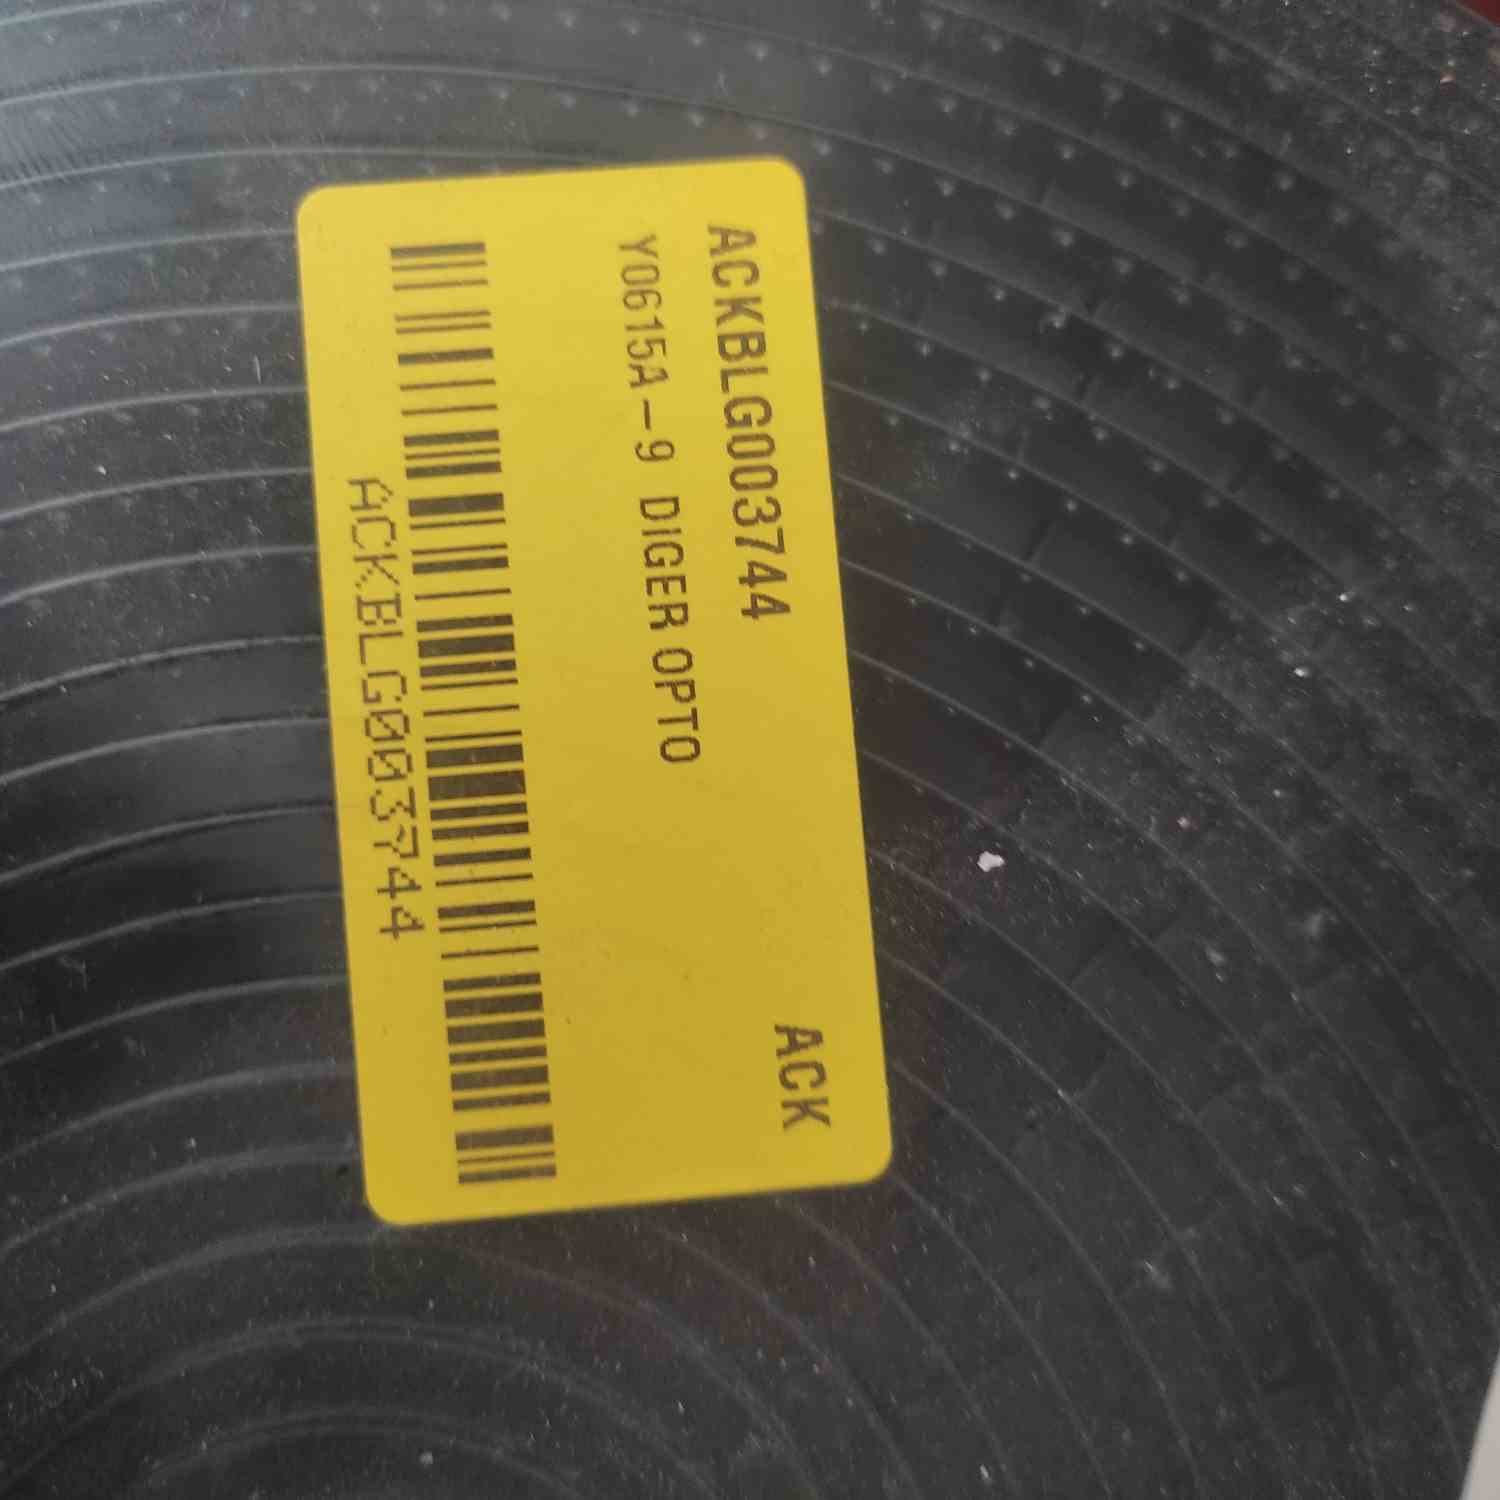 ACKBLG003744 ACK
Y0615A-9 DIGER OPTO
ACKBLG003744